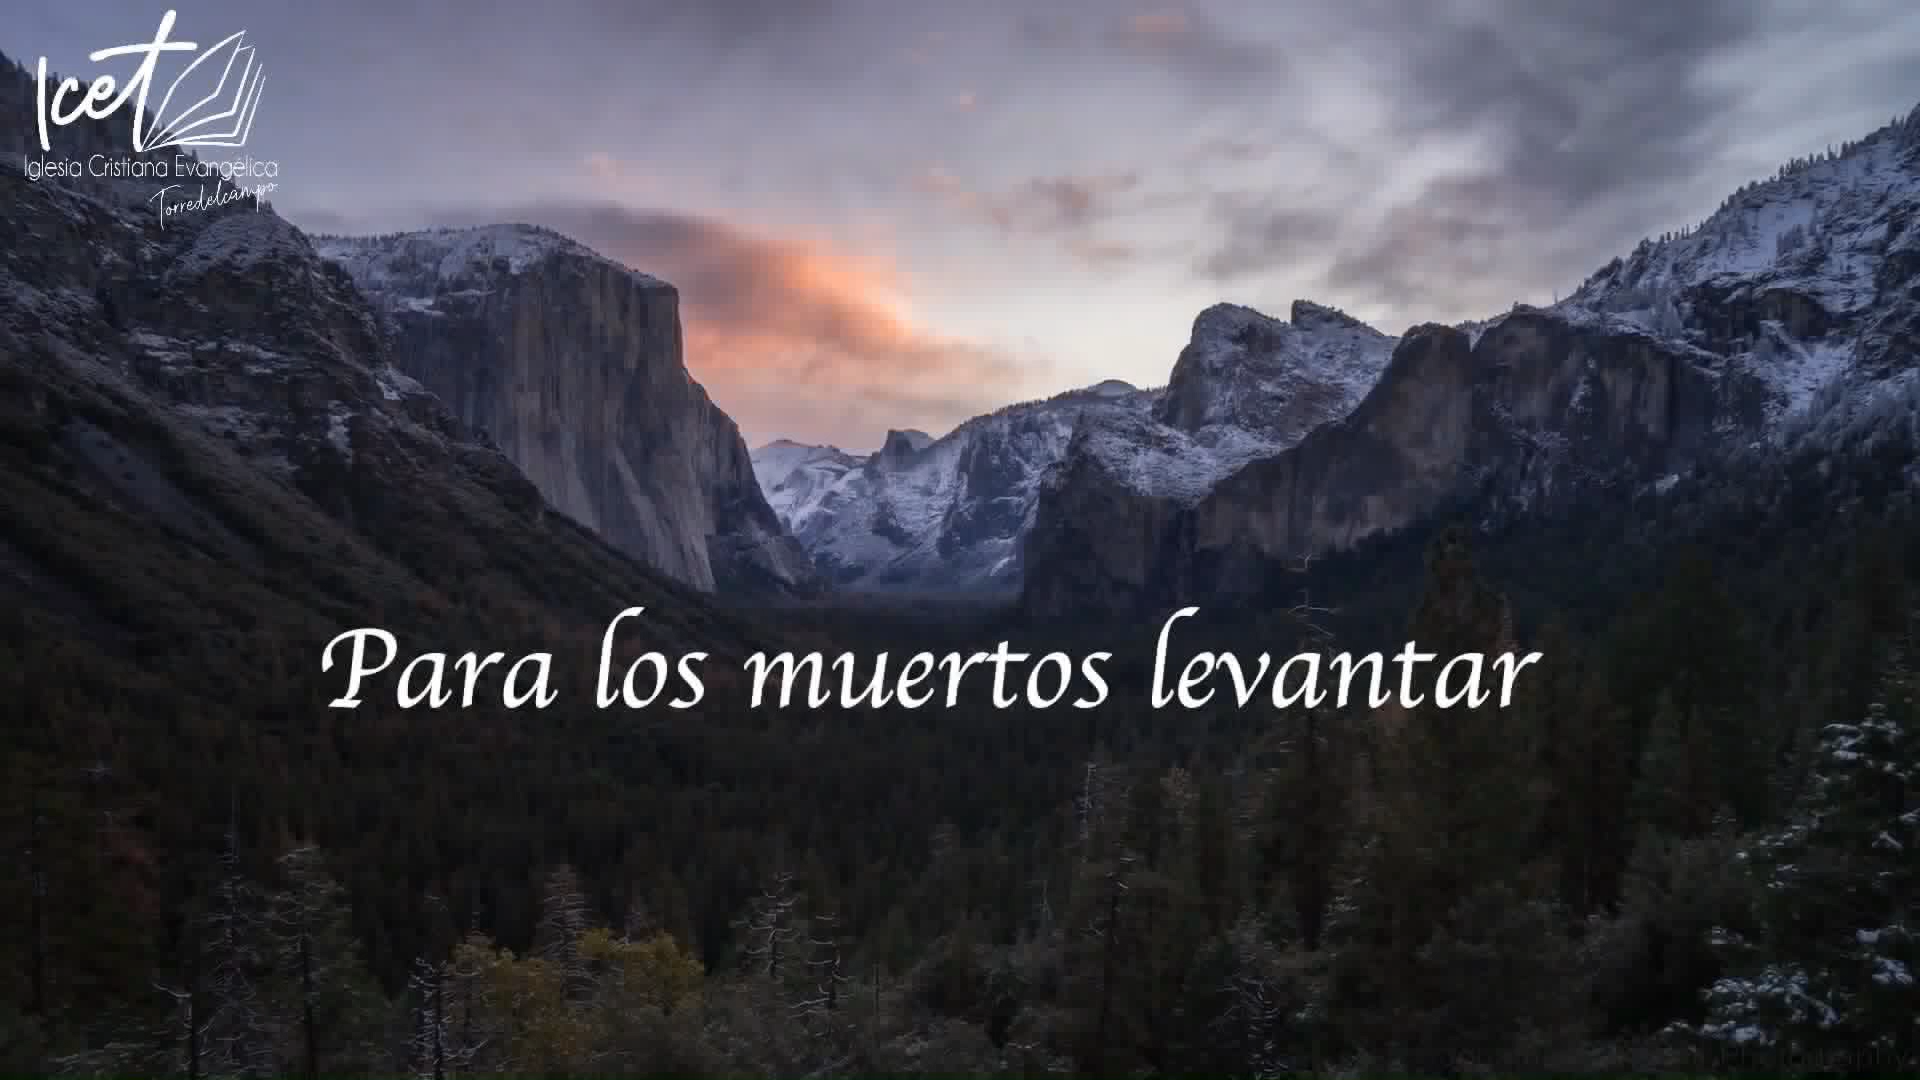 Icet
Iglesia Cristiana Evangélica
Torredelcampo
Para los muertos levantar